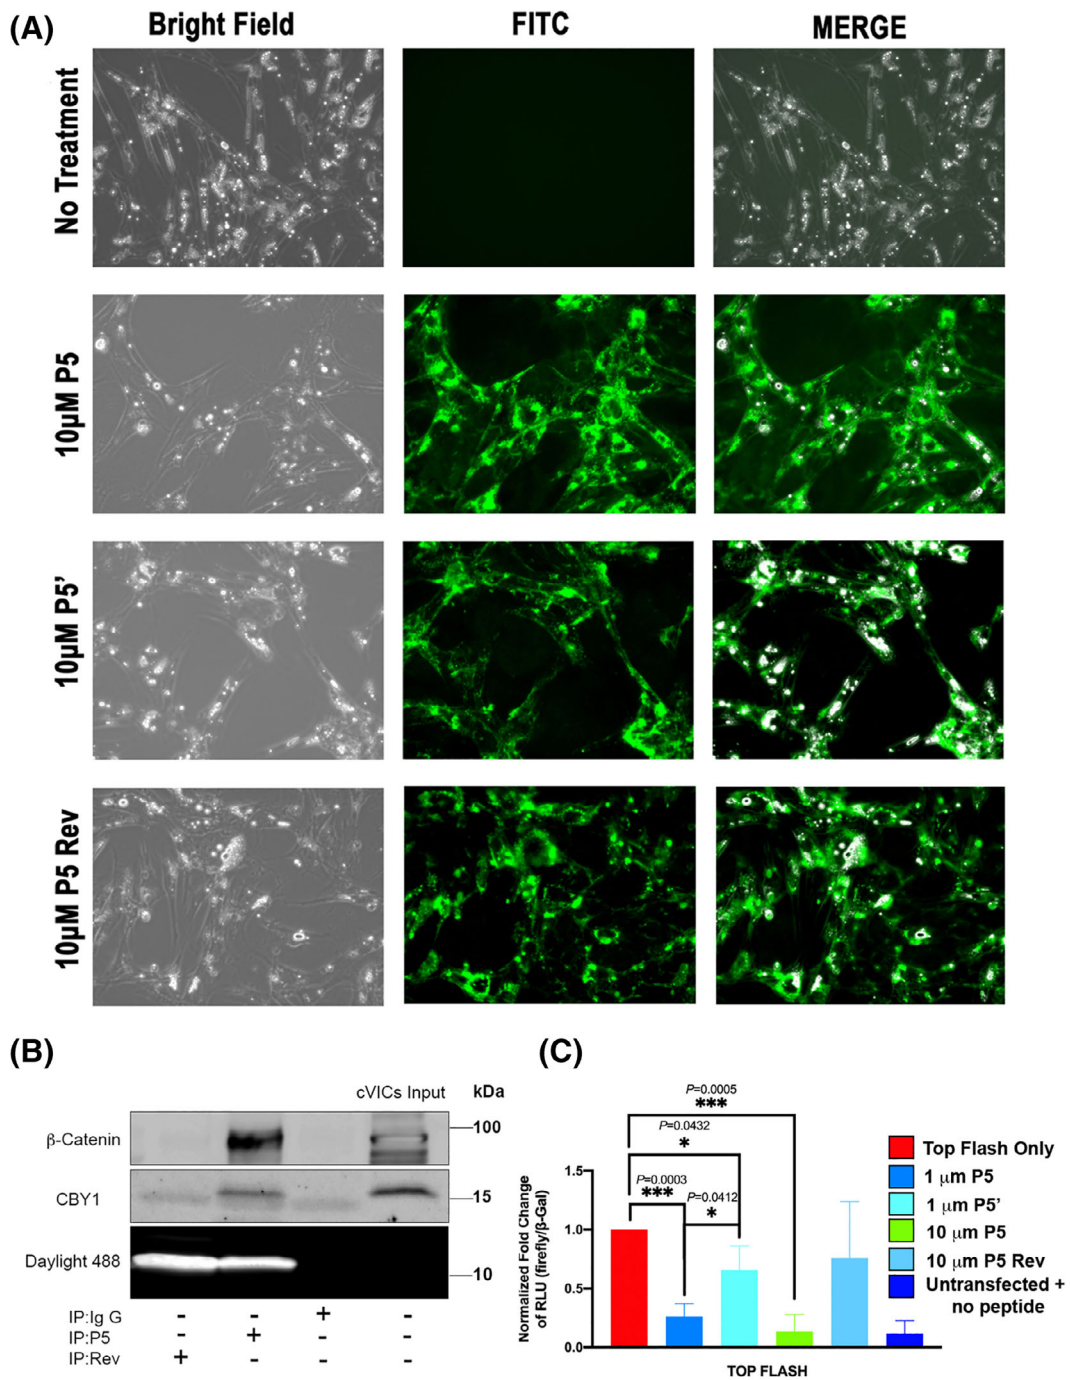 (A)
Bright Field
FITC
MERGE
No Treatment
10µM P5
10µM P5’
10µM P5 Rev
(B)
cVICs Input
kDa
β-Catenin
100
CBY1
15
Daylight 488
10
IP:Ig G - - + -
IP:P5 - + - -
IP:Rev + - - -
(C)
P=0.0005
***
P=0.0432
*
P=0.0003
***
P=0.0412
*
1.5
1.0
0.5
0.0
Normalized Fold Change
of RLU (firefly/β-Gal)
TOP FLASH
Top Flash Only
1 µm P5
1 µm P5’
10 µm P5
10 µm P5 Rev
Untransfected +
no peptide